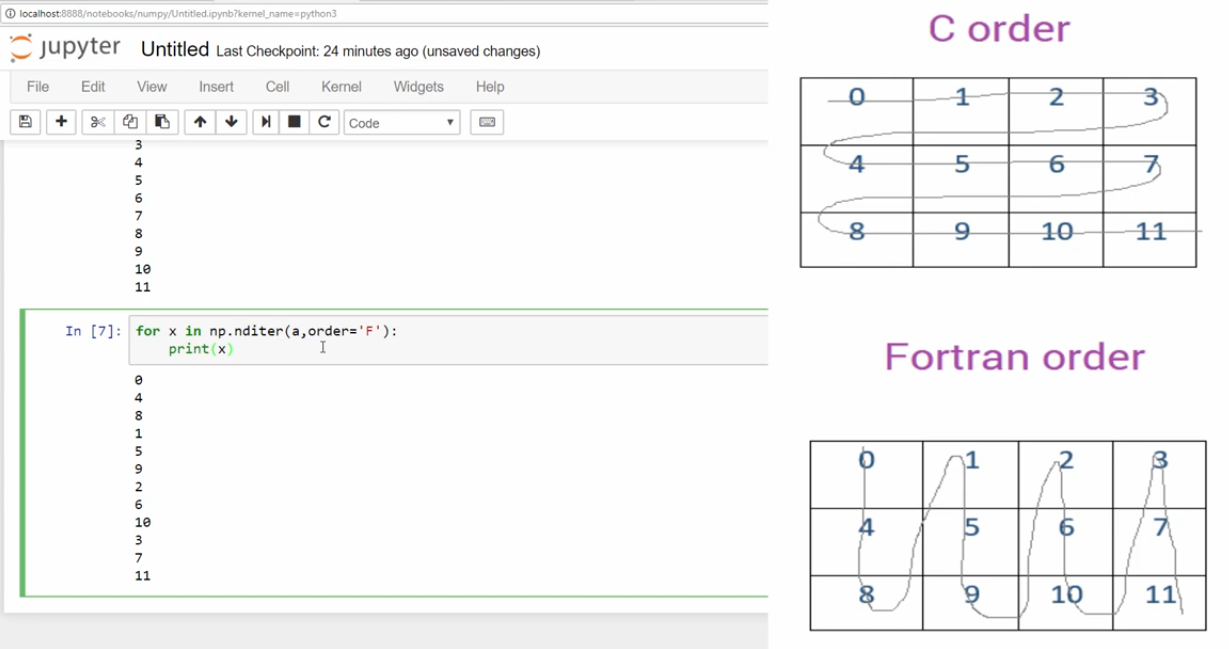 localhost:8888/notebooks/numpy/Untitled.ipynb?kernel_name=python3
jupyter Untitled Last Checkpoint: 24 minutes ago (unsaved changes)
File Edit View Insert Cell Kernel Widgets Help
Code
3
4
5
6
7
8
9
10
11
In [7]: for x in np.nditer(a,order='F'):
print(x)
0
4
8
1
5
9
2
6
10
3
7
11
C order
0 1 2 3
4 5 6 7
8 9 10 11
Fortran order
0 1 2 3
4 5 6 7
8 9 10 11